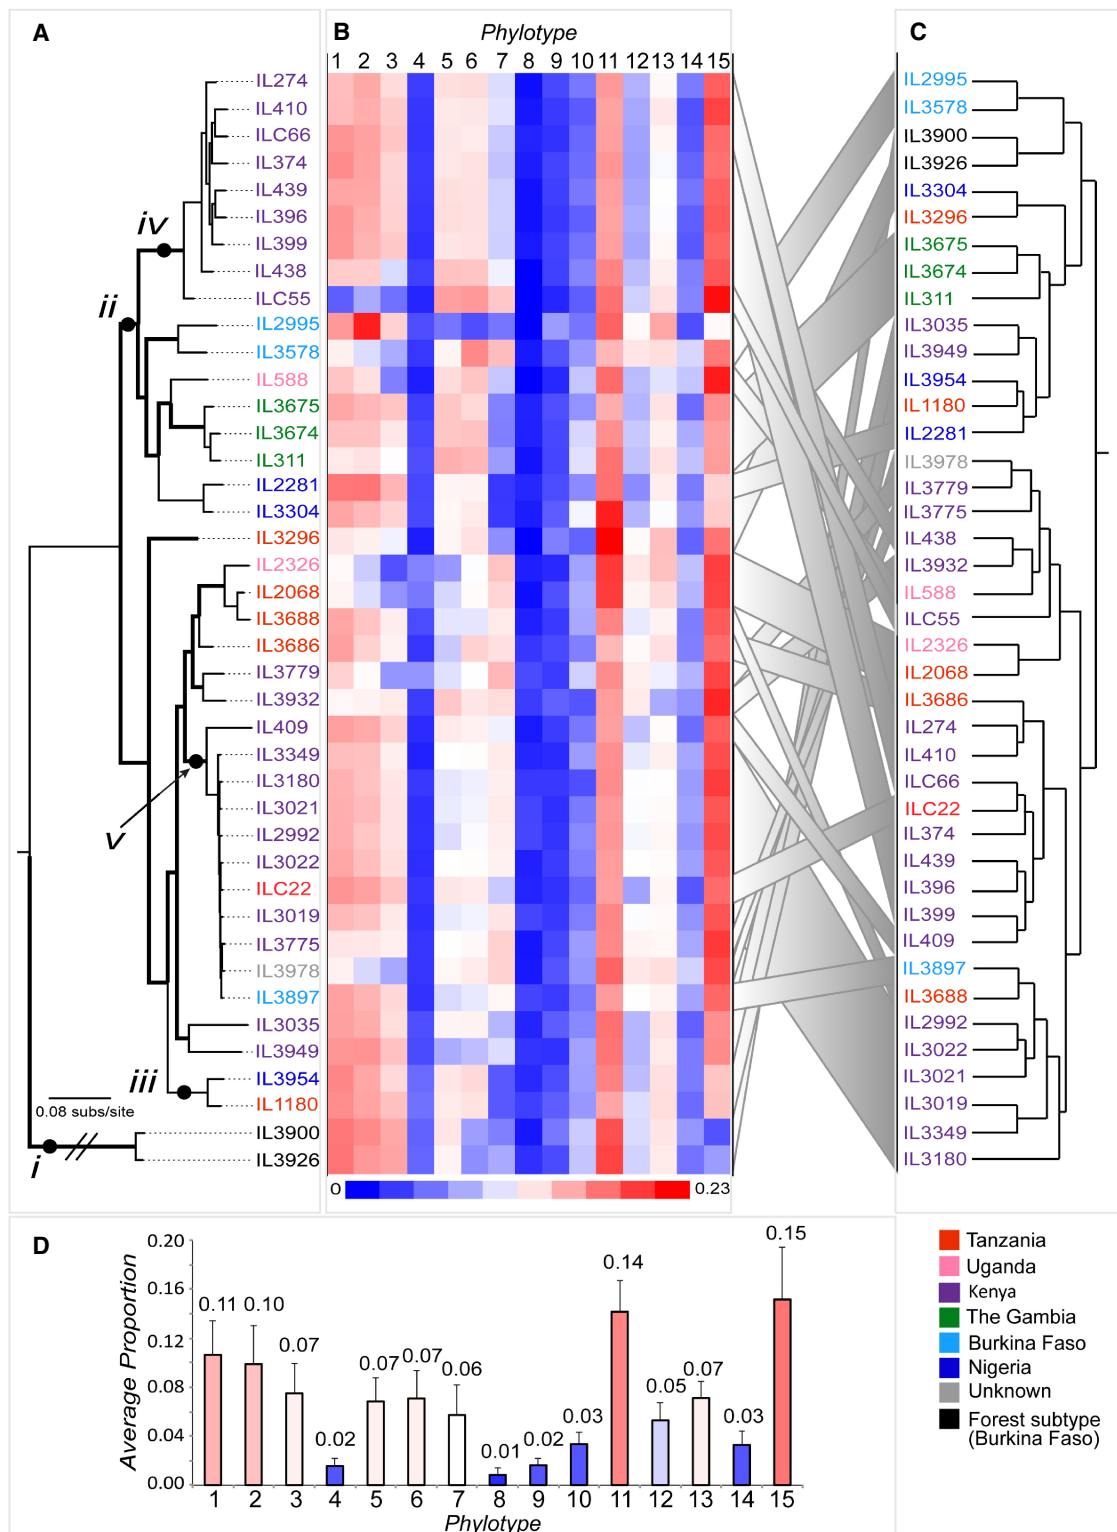 A
IL274
IL410
ILC66
IL374
IL439
IL396
IL399
IL438
ILC55
IL2995
IL3578
IL588
IL3675
IL3674
IL311
IL2281
IL3304
IL3296
IL2326
IL2068
IL3688
IL3686
IL3779
IL3932
IL409
IL3349
IL3180
IL3021
IL2992
IL3022
ILC22
IL3019
IL3775
IL3978
IL3897
IL3035
IL3949
IL3954
IL1180
IL3900
IL3926
iv
ii
v
iii
i
0.08 subs/site
B
Phylotype
1 2 3 4 5 6 7 8 9 10 11 12 13 14 15
0 0.23
C
IL2995
IL3578
IL3900
IL3926
IL3304
IL3296
IL3675
IL3674
IL311
IL3035
IL3949
IL3954
IL1180
IL2281
IL3978
IL3779
IL3775
IL438
IL3932
IL588
ILC55
IL2326
IL2068
IL3686
IL274
IL410
ILC66
ILC22
IL374
IL439
IL396
IL399
IL409
IL3897
IL3688
IL2992
IL3022
IL3021
IL3019
IL3349
IL3180
D
Average Proportion
0.20
0.16
0.12
0.08
0.04
0.00
0.11 0.10 0.07 0.02 0.07 0.07 0.06 0.01 0.02 0.03 0.14 0.05 0.07 0.03 0.15
1 2 3 4 5 6 7 8 9 10 11 12 13 14 15
Phylotype
Tanzania
Uganda
Kenya
The Gambia
Burkina Faso
Nigeria
Unknown
Forest subtype
(Burkina Faso)